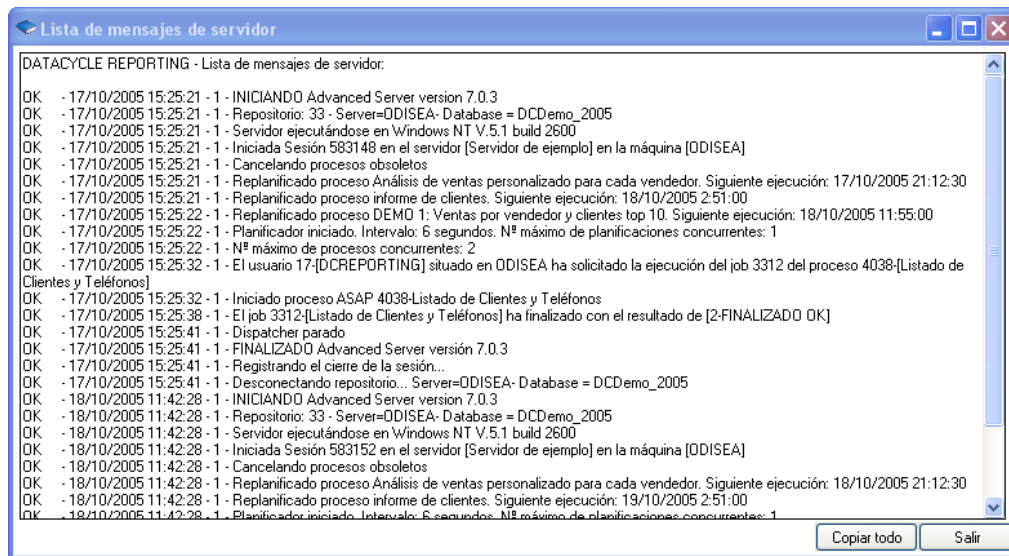 Lista de mensajes de servidor
DATACYCLE REPORTING - Lista de mensajes de servidor:
OK - 17/10/2005 15:25:21 - 1 - INICIANDO Advanced Server version 7.0.3
OK - 17/10/2005 15:25:21 - 1 - Repositorio: 33 - Server=ODISEA- Database = DCDemo_2005
OK - 17/10/2005 15:25:21 - 1 - Servidor ejecutándose en Windows NT V.5.1 build 2600
OK - 17/10/2005 15:25:21 - 1 - Iniciada Sesión 583148 en el servidor [Servidor de ejemplo] en la máquina [ODISEA]
OK - 17/10/2005 15:25:21 - 1 - Cancelando procesos obsoletos
OK - 17/10/2005 15:25:21 - 1 - Replanificado proceso Análisis de ventas personalizado para cada vendedor. Siguiente ejecución: 17/10/2005 21:12:30
OK - 17/10/2005 15:25:21 - 1 - Replanificado proceso informe de clientes. Siguiente ejecución: 18/10/2005 2:51:00
OK - 17/10/2005 15:25:22 - 1 - Replanificado proceso DEMO 1: Ventas por vendedor y clientes top 10. Siguiente ejecución: 18/10/2005 11:55:00
OK - 17/10/2005 15:25:22 - 1 - Planificador iniciado. Intervalo: 6 segundos. Nº máximo de planificaciones concurrentes: 1
OK - 17/10/2005 15:25:22 - 1 - Nº máximo de procesos concurrentes: 2
OK - 17/10/2005 15:25:32 - 1 - El usuario 17-[DCREPORTING] situado en ODISEA ha solicitado la ejecución del job 3312 del proceso 4038-[Listado de
Clientes y Teléfonos]
OK - 17/10/2005 15:25:32 - 1 - Iniciado proceso ASAP 4038-Listado de Clientes y Teléfonos
OK - 17/10/2005 15:25:38 - 1 - El job 3312-[Listado de Clientes y Teléfonos] ha finalizado con el resultado de [2-FINALIZADO OK]
OK - 17/10/2005 15:25:41 - 1 - Dispatcher parado
OK - 17/10/2005 15:25:41 - 1 - FINALIZADO Advanced Server versión 7.0.3
OK - 17/10/2005 15:25:41 - 1 - Registrando el cierre de la sesión...
OK - 17/10/2005 15:25:41 - 1 - Desconectando repositorio... Server=ODISEA- Database = DCDemo_2005
OK - 18/10/2005 11:42:28 - 1 - INICIANDO Advanced Server version 7.0.3
OK - 18/10/2005 11:42:28 - 1 - Repositorio: 33 - Server=ODISEA- Database = DCDemo_2005
OK - 18/10/2005 11:42:28 - 1 - Servidor ejecutándose en Windows NT V.5.1 build 2600
OK - 18/10/2005 11:42:28 - 1 - Iniciada Sesión 583152 en el servidor [Servidor de ejemplo] en la máquina [ODISEA]
OK - 18/10/2005 11:42:28 - 1 - Cancelando procesos obsoletos
OK - 18/10/2005 11:42:28 - 1 - Replanificado proceso Análisis de ventas personalizado para cada vendedor. Siguiente ejecución: 18/10/2005 21:12:30
OK - 18/10/2005 11:42:28 - 1 - Replanificado proceso informe de clientes. Siguiente ejecución: 19/10/2005 2:51:00
OK - 18/10/2005 11:42:28 - 1 - Planificador iniciado. Intervalo: 6 segundos. Nº máximo de planificaciones concurrentes: 1
Copiar todo Salir